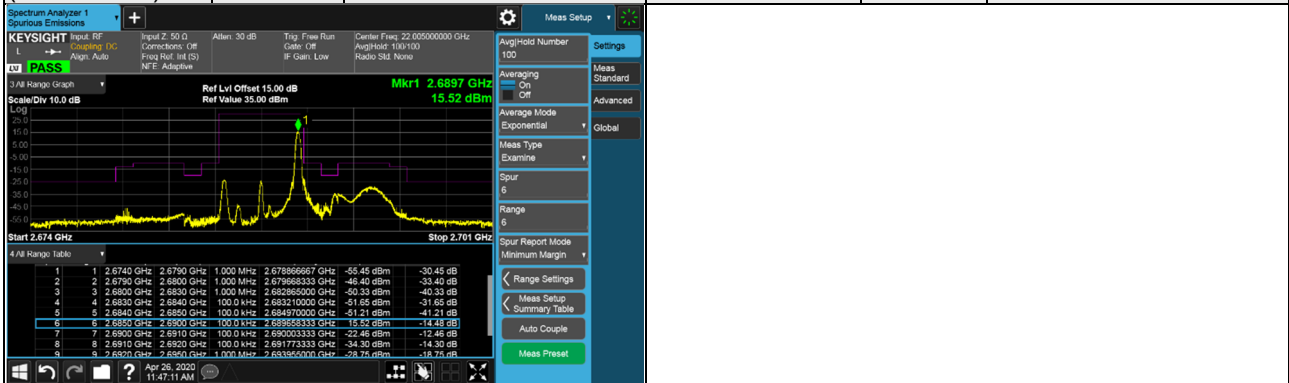 Spectrum Analyzer 1
Spurious Emissions
Meas Setup
KEYSIGHT
L
LXI
PASS
Input: RF
Coupling: DC
Align: Auto
Input Z: 50 Ω
Corrections: Off
Freq Ref: Int (S)
NFE: Adaptive
Atten: 30 dB
Trig: Free Run
Gate: Off
IF Gain: Low
Center Freq: 22.005000000 GHz
Avg|Hold: 100/100
Radio Std: None
3 All Range Graph
Scale/Div 10.0 dB
Ref Lvl Offset 15.00 dB
Ref Value 35.00 dBm
Mkr1 2.6897 GHz
15.52 dBm
Log
25.0
15.0
5.00
-5.00
-15.0
-25.0
-35.0
-45.0
-55.0
1
Start 2.674 GHz
Stop 2.701 GHz
4 All Range Table
1 1 2.6740 GHz 2.6790 GHz 1.000 MHz 2.678866667 GHz -55.45 dBm -30.45 dB
2 2 2.6790 GHz 2.6800 GHz 1.000 MHz 2.679668333 GHz -46.40 dBm -33.40 dB
3 3 2.6800 GHz 2.6830 GHz 1.000 MHz 2.682865000 GHz -50.33 dBm -40.33 dB
4 4 2.6830 GHz 2.6840 GHz 100.0 kHz 2.683210000 GHz -51.65 dBm -31.65 dB
5 5 2.6840 GHz 2.6850 GHz 100.0 kHz 2.684970000 GHz -51.21 dBm -41.21 dB
6 6 2.6850 GHz 2.6900 GHz 100.0 kHz 2.689658333 GHz 15.52 dBm -14.48 dB
7 7 2.6900 GHz 2.6910 GHz 100.0 kHz 2.690003333 GHz -22.46 dBm -12.46 dB
8 8 2.6910 GHz 2.6920 GHz 100.0 kHz 2.691773333 GHz -34.30 dBm -14.30 dB
9 9 2.6920 GHz 2.6950 GHz 1.000 MHz 2.693955000 GHz -28.75 dBm -18.75 dB
Avg|Hold Number
100
Averaging
On
Off
Average Mode
Exponential
Meas Type
Examine
Spur
6
Range
6
Spur Report Mode
Minimum Margin
Range Settings
Meas Setup
Summary Table
Auto Couple
Meas Preset
Settings
Meas
Standard
Advanced
Global
Apr 26, 2020
11:47:11 AM